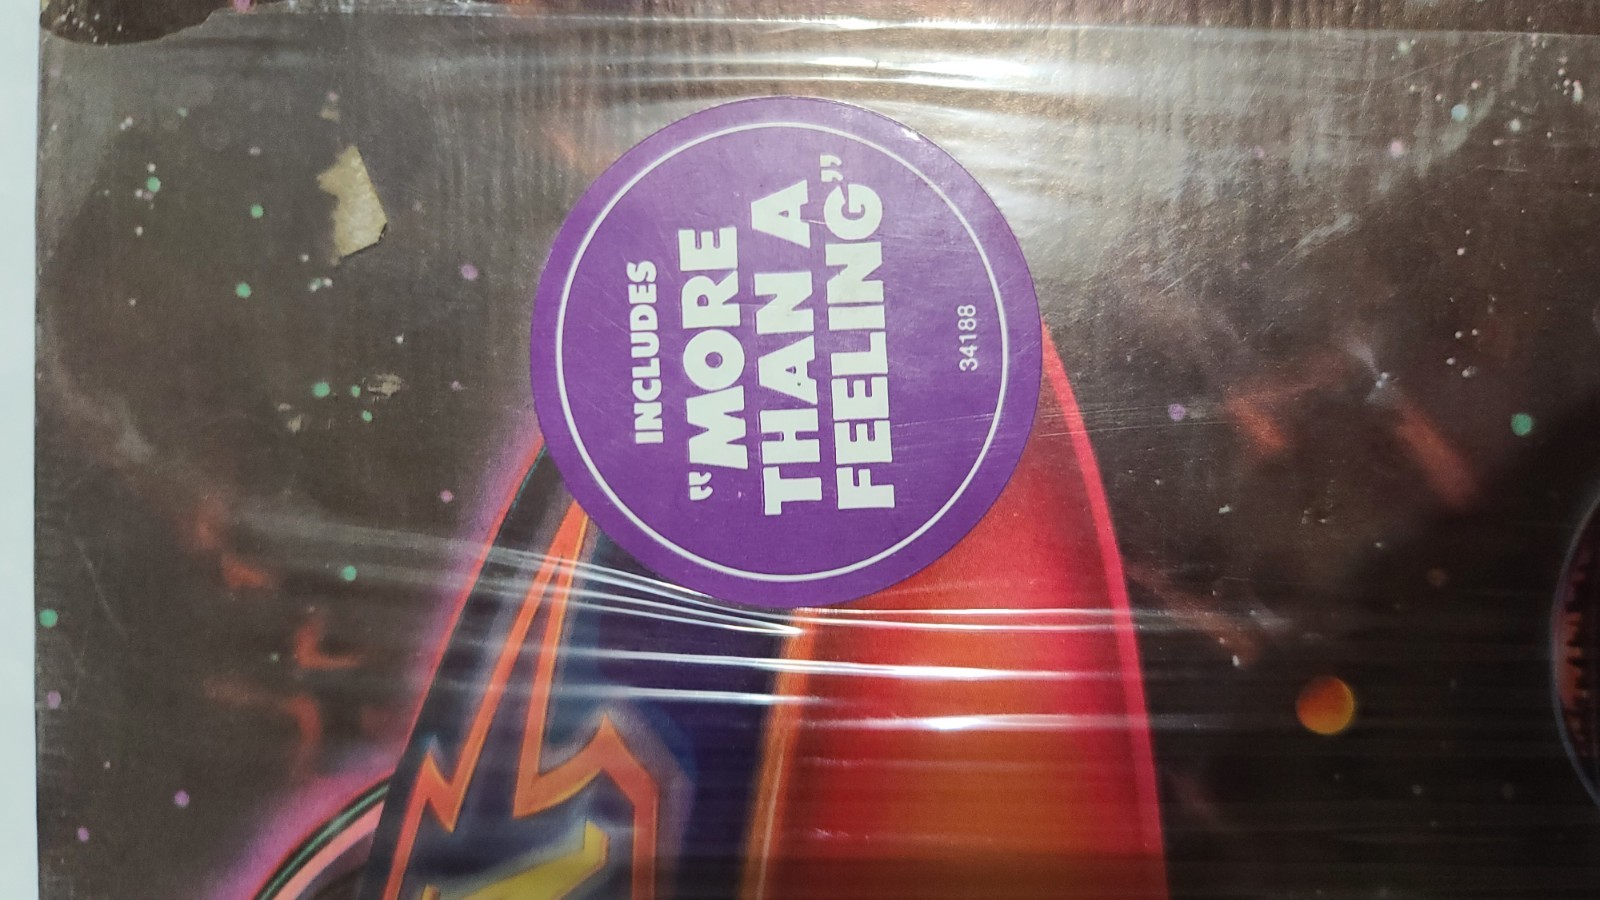 INCLUDES
“MORE
THAN A
FEELING”
34188